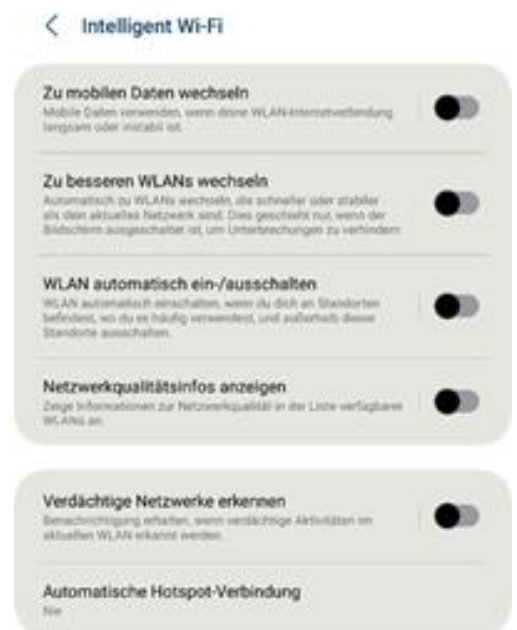 Intelligent Wi-Fi
Zu mobilen Daten wechseln
Mobile Daten verwenden, wenn deine WLAN-Internetverbindung
langsam oder instabil ist.
Zu besseren WLANs wechseln
Automatisch zu WLANs wechseln, die schneller oder stabiler
als dein aktuelles Netzwerk sind. Dies geschieht nur, wenn der
Bildschirm ausgeschaltet ist, um Unterbrechungen zu verhindern.
WLAN automatisch ein-/ausschalten
WLAN automatisch einschalten, wenn du dich an Standorten
befindest, wo du es häufig verwendest, und außerhalb dieser
Standorte ausschalten.
Netzwerkqualitätsinfos anzeigen
Zeige Informationen zur Netzwerkqualität in der Liste verfügbarer
WLANs an.
Verdächtige Netzwerke erkennen
Benachrichtigung erhalten, wenn verdächtige Aktivitäten im
aktuellen WLAN erkannt werden.
Automatische Hotspot-Verbindung
Nie